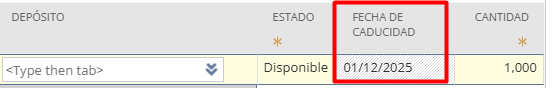 DEPÓSITO ESTADO FECHA DE CADUCIDAD CANTIDAD
* *
<Type then tab> Disponible 01/12/2025 1,000